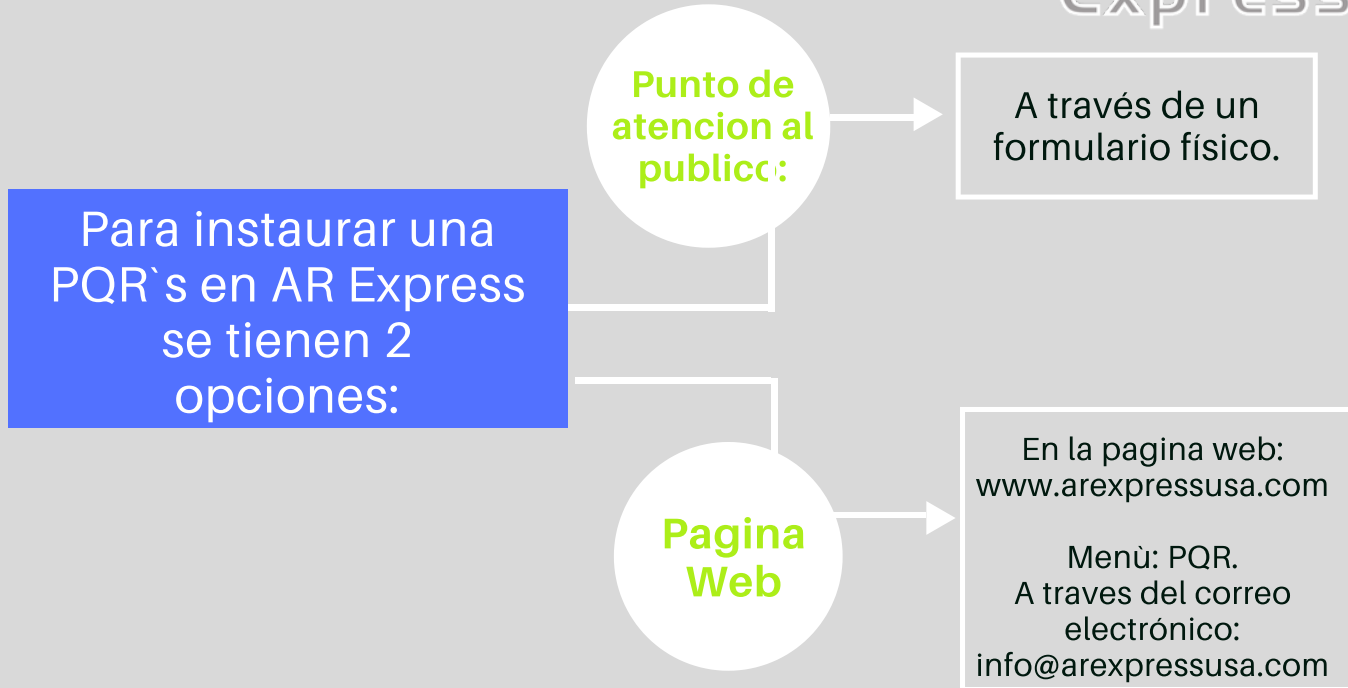 express
Punto de
atencion al
publico:
A través de un
formulario físico.
Para instaurar una
PQR`s en AR Express
se tienen 2
opciones:
Pagina
Web
En la pagina web:
www.arexpressusa.com
Menù: PQR.
A traves del correo
electrónico:
info@arexpressusa.com